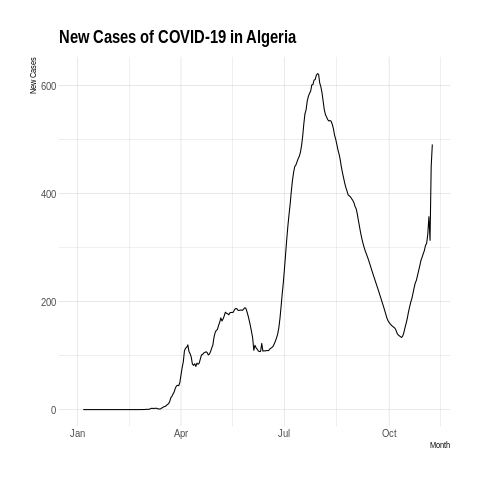 New Cases of COVID-19 in Algeria
New Cases
600
400
200
0
Jan Apr Jul Oct
Month